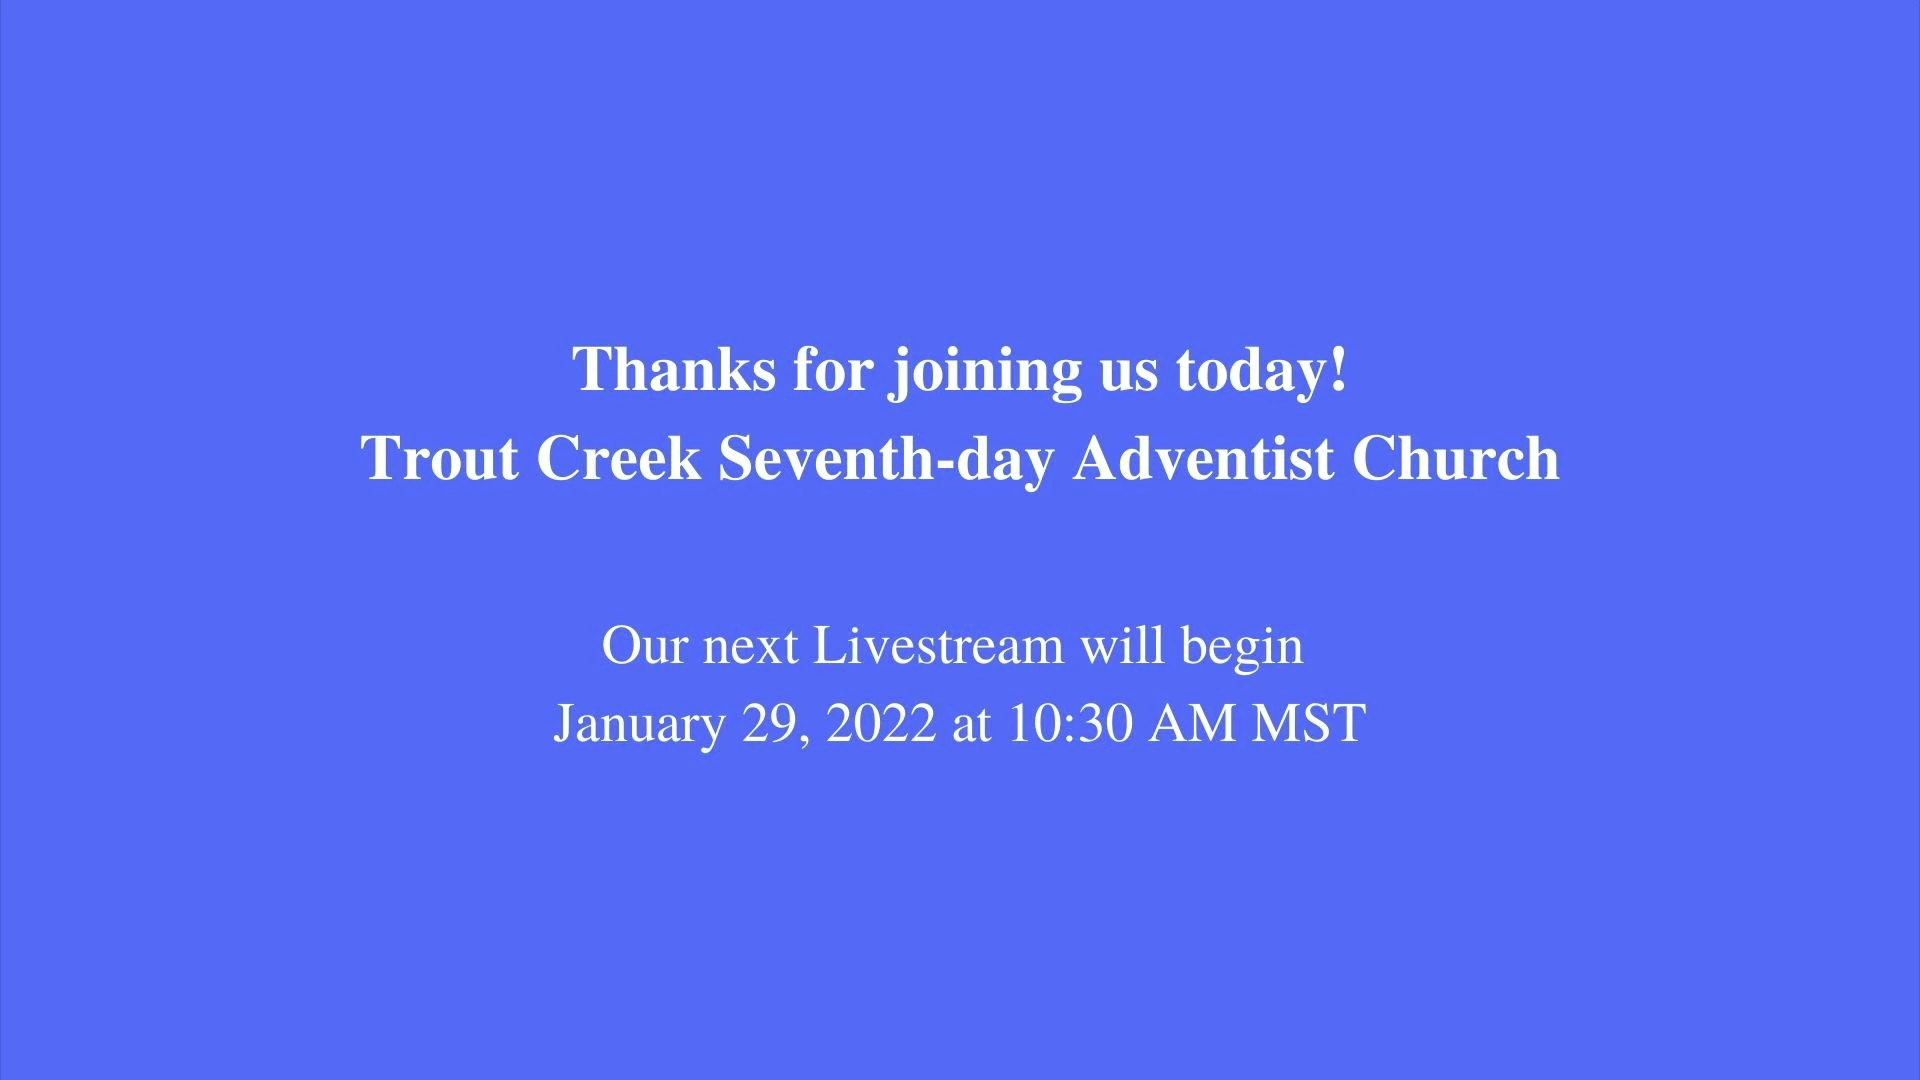 Thanks for joining us today!
Trout Creek Seventh-day Adventist Church
Our next Livestream will begin
January 29, 2022 at 10:30 AM MST